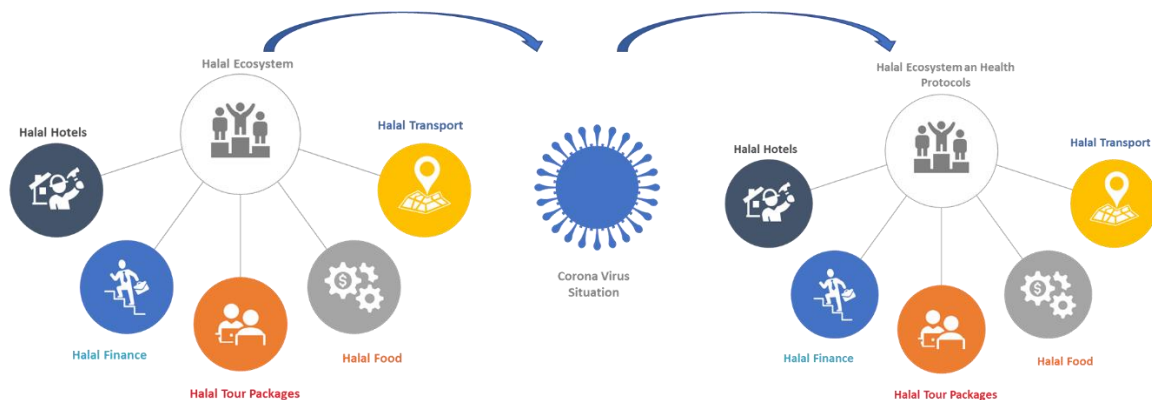 Halal Ecosystem
Halal Hotels
Halal Transport
Halal Finance
Halal Food
Halal Tour Packages
Corona Virus
Situation
Halal Ecosystem an Health
Protocols
Halal Hotels
Halal Transport
Halal Finance
Halal Food
Halal Tour Packages